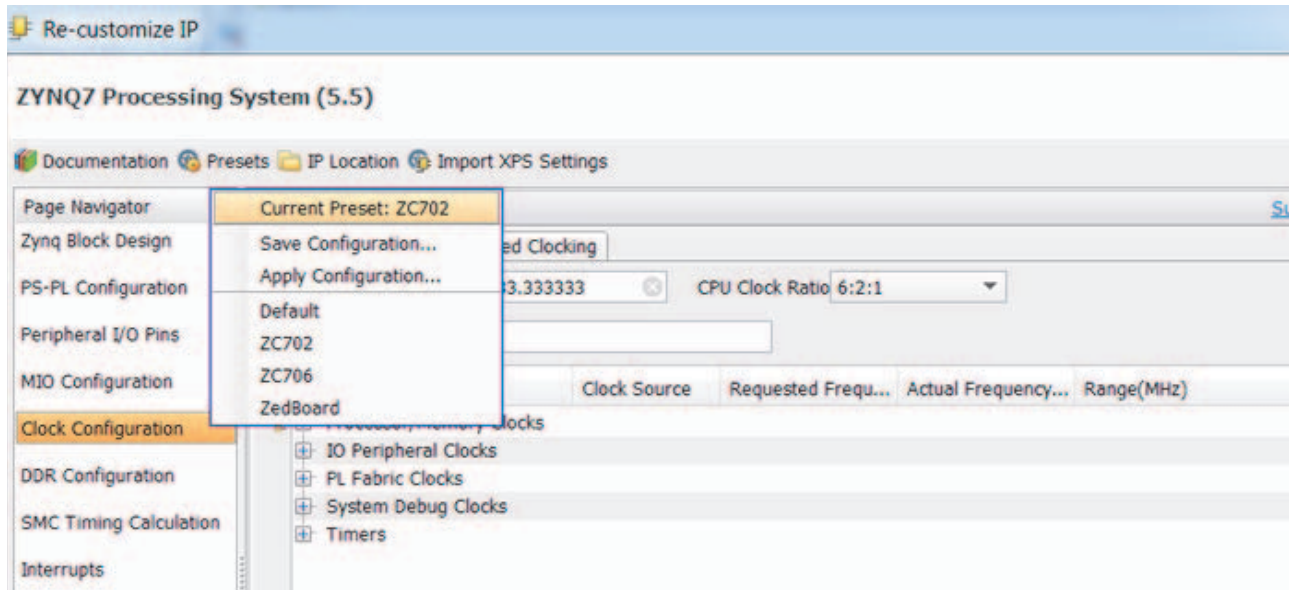 Re-customize IP
ZYNQ7 Processing System (5.5)
Documentation Presets IP Location Import XPS Settings
Page Navigator
Current Preset: ZC702
Zynq Block Design
Save Configuration...
ed Clocking
Apply Configuration...
PS-PL Configuration
3.333333 CPU Clock Ratio 6:2:1
Default
Peripheral I/O Pins
ZC702
ZC706
MIO Configuration
Clock Source Requested Frequ... Actual Frequency... Range(MHz)
ZedBoard
Clock Configuration
Clocks
IO Peripheral Clocks
DDR Configuration
PL Fabric Clocks
System Debug Clocks
SMC Timing Calculation
Timers
Interrupts